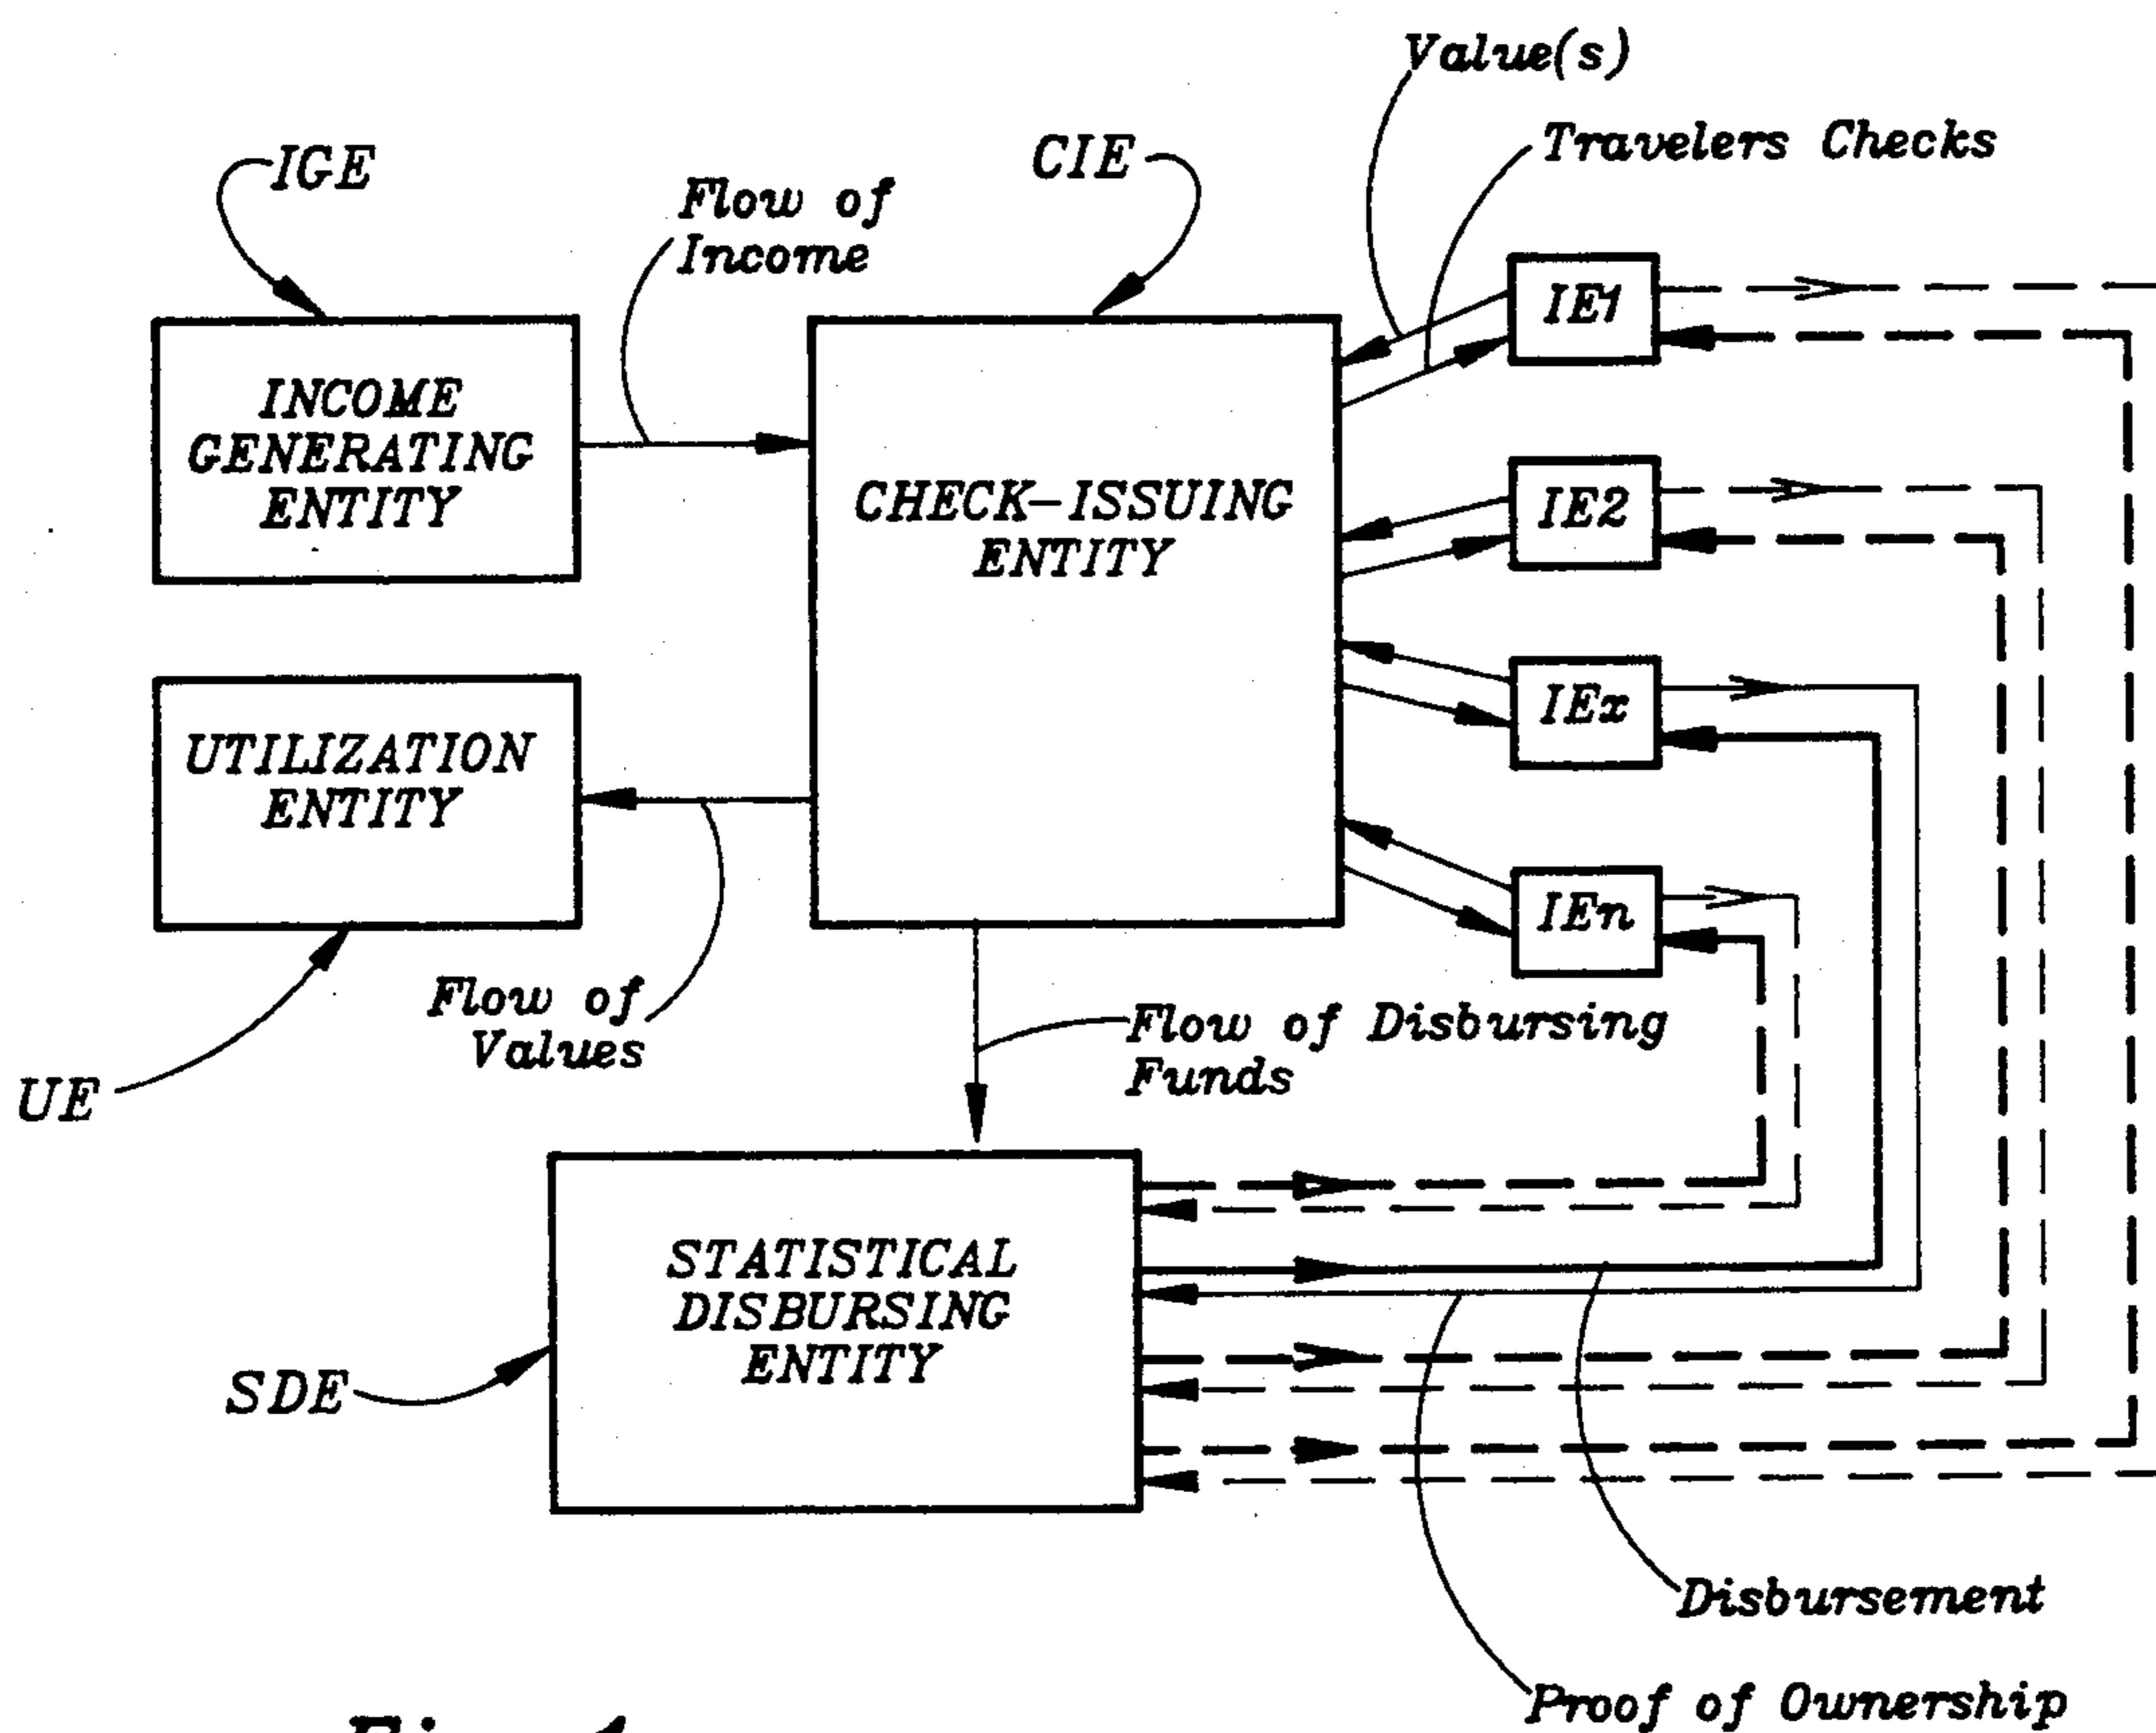 Value(s)
Travelers Checks
IGE
CIE
Flow of
Income
IE1
INCOME
GENERATING
ENTITY
CHECK-ISSUING
ENTITY
IE2
IEx
UTILIZATION
ENTITY
IEn
Flow of
Values
Flow of Disbursing
Funds
UE
STATISTICAL
DISBURSING
ENTITY
SDE
Disbursement
Proof of Ownership